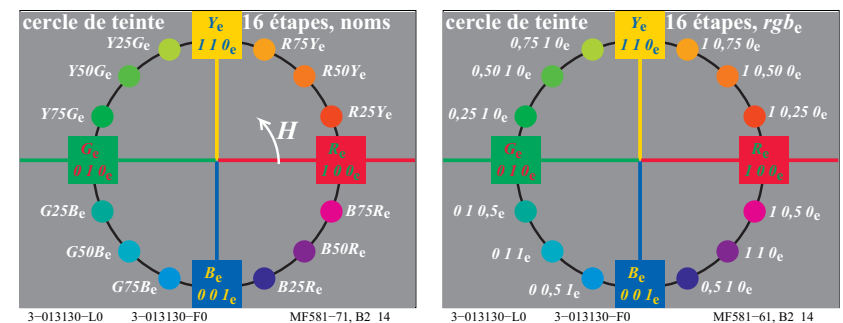 cercle de teinte
16 étapes, noms
Yₑ
1 1 0ₑ
Y25Gₑ
R75Yₑ
Y50Gₑ
R50Yₑ
Y75Gₑ
R25Yₑ
H
Gₑ
0 1 0ₑ
Rₑ
1 0 0ₑ
G25Bₑ
B75Rₑ
G50Bₑ
B50Rₑ
G75Bₑ
B25Rₑ
Bₑ
0 0 1ₑ
3−013130−L0
3−013130−F0
MF581−71, B2_14
cercle de teinte
16 étapes, rgbₑ
Yₑ
1 1 0ₑ
0,75 1 0ₑ
1 0,75 0ₑ
0,50 1 0ₑ
1 0,50 0ₑ
0,25 1 0ₑ
1 0,25 0ₑ
Gₑ
0 1 0ₑ
Rₑ
1 0 0ₑ
0 1 0,5ₑ
1 0,5 0ₑ
0 1 1ₑ
1 1 0ₑ
0 0,5 1ₑ
0,5 1 0ₑ
Bₑ
0 0 1ₑ
3−013130−L0
3−013130−F0
MF581−61, B2_14